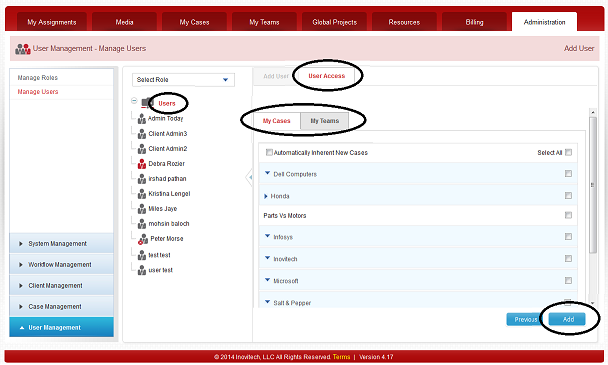 My Assignments Media My Cases My Teams Global Projects Resources Billing Administration
User Management - Manage Users Add User
Manage Roles
Manage Users
System Management
Workflow Management
Client Management
Case Management
User Management
Select Role
Users
Admin Today
Client Admin3
Client Admin2
Debra Rozier
irshad pathan
Kristina Lengel
Miles Jaye
mohsin baloch
Peter Morse
test test
user test
Add User User Access
My Cases My Teams
Automatically Inherent New Cases Select All
Dell Computers
Honda
Parts Vs Motors
Infosys
Inovitech
Microsoft
Salt & Pepper
Previous Add
© 2014 Inovitech, LLC All Rights Reserved. Terms | Version 4.17